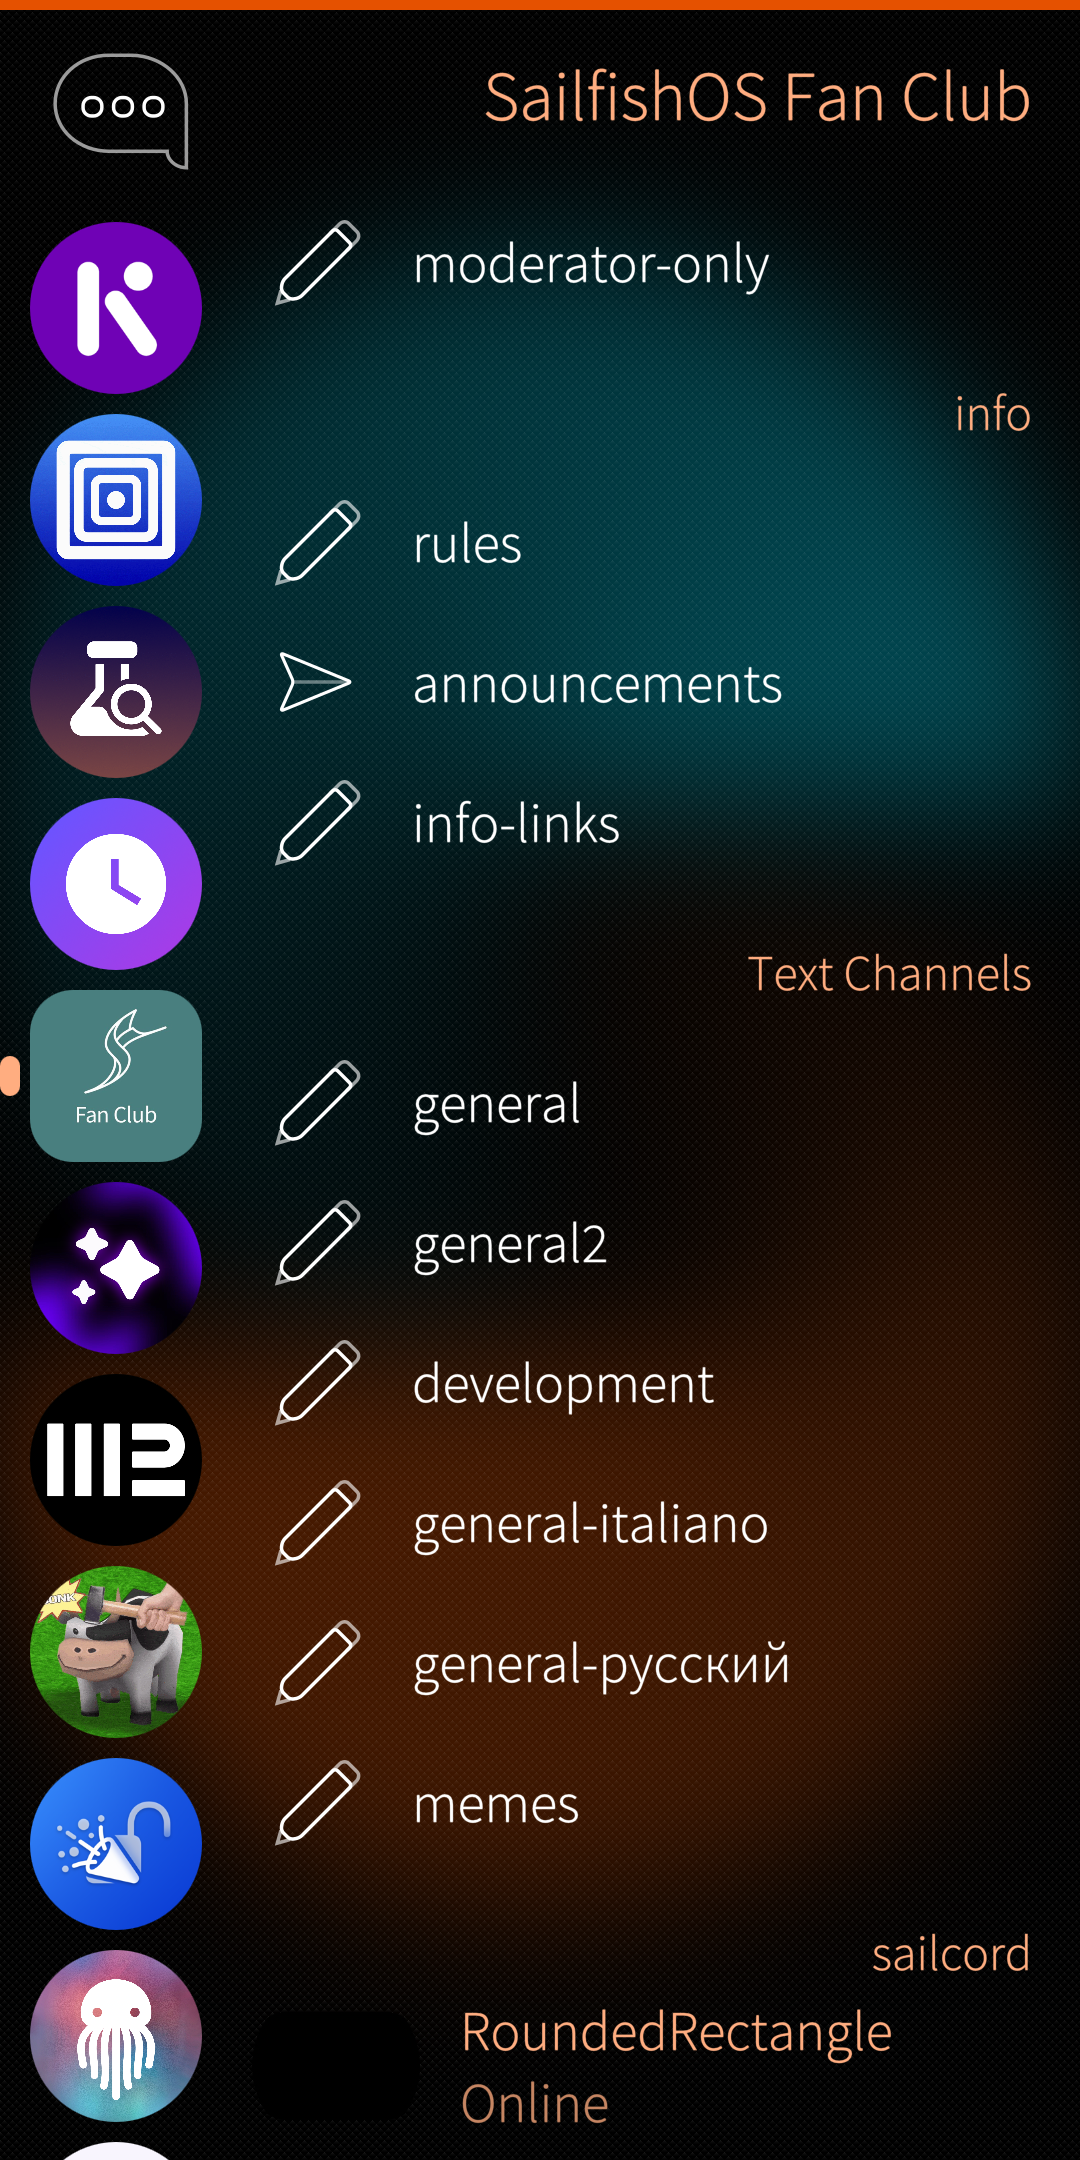 SailfishOS Fan Club
moderator-only
info
rules
announcements
info-links
Text Channels
Fan Club
general
general2
development
general-italiano
general-русский
memes
sailcord
RoundedRectangle
Online